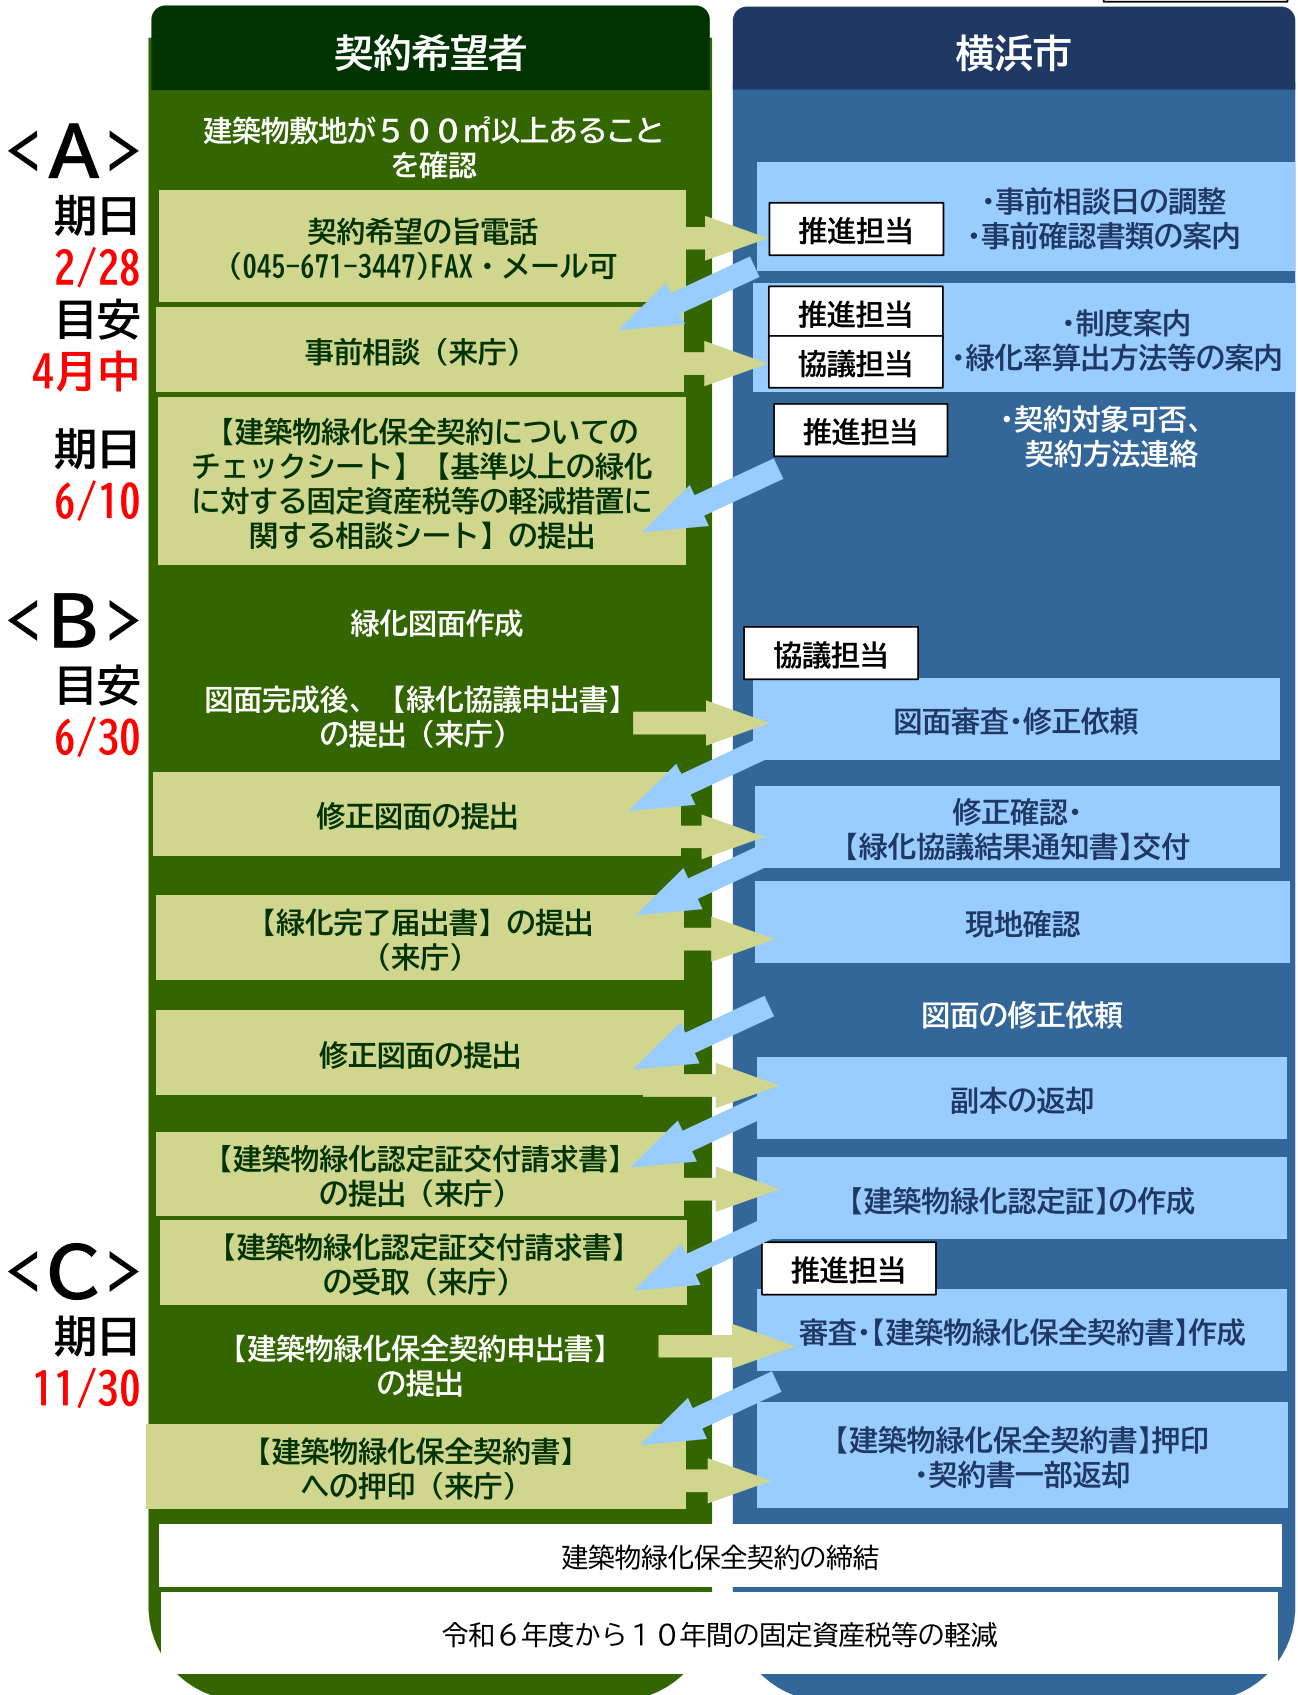 契約希望者
横浜市
<A>
建築物敷地が５００㎡以上あること
を確認
期日
2/28
契約希望の旨電話
(045-671-3447)FAX・メール可
推進担当
・事前相談日の調整
・事前確認書類の案内
目安
4月中
事前相談（来庁）
推進担当
協議担当
・制度案内
・緑化率算出方法等の案内
期日
6/10
【建築物緑化保全契約についての
チェックシート】【基準以上の緑化
に対する固定資産税等の軽減措置に
関する相談シート】の提出
推進担当
・契約対象可否、
契約方法連絡
<B>
目安
6/30
緑化図面作成
図面完成後、【緑化協議申出書】
の提出（来庁）
協議担当
図面審査・修正依頼
修正図面の提出
修正確認・
【緑化協議結果通知書】交付
【緑化完了届出書】の提出
（来庁）
現地確認
図面の修正依頼
修正図面の提出
副本の返却
【建築物緑化認定証交付請求書】
の提出（来庁）
【建築物緑化認定証】の作成
【建築物緑化認定証交付請求書】
の受取（来庁）
<C>
期日
11/30
【建築物緑化保全契約申出書】
の提出
推進担当
審査・【建築物緑化保全契約書】作成
【建築物緑化保全契約書】
への押印（来庁）
【建築物緑化保全契約書】押印
・契約書一部返却
建築物緑化保全契約の締結
令和６年度から１０年間の固定資産税等の軽減